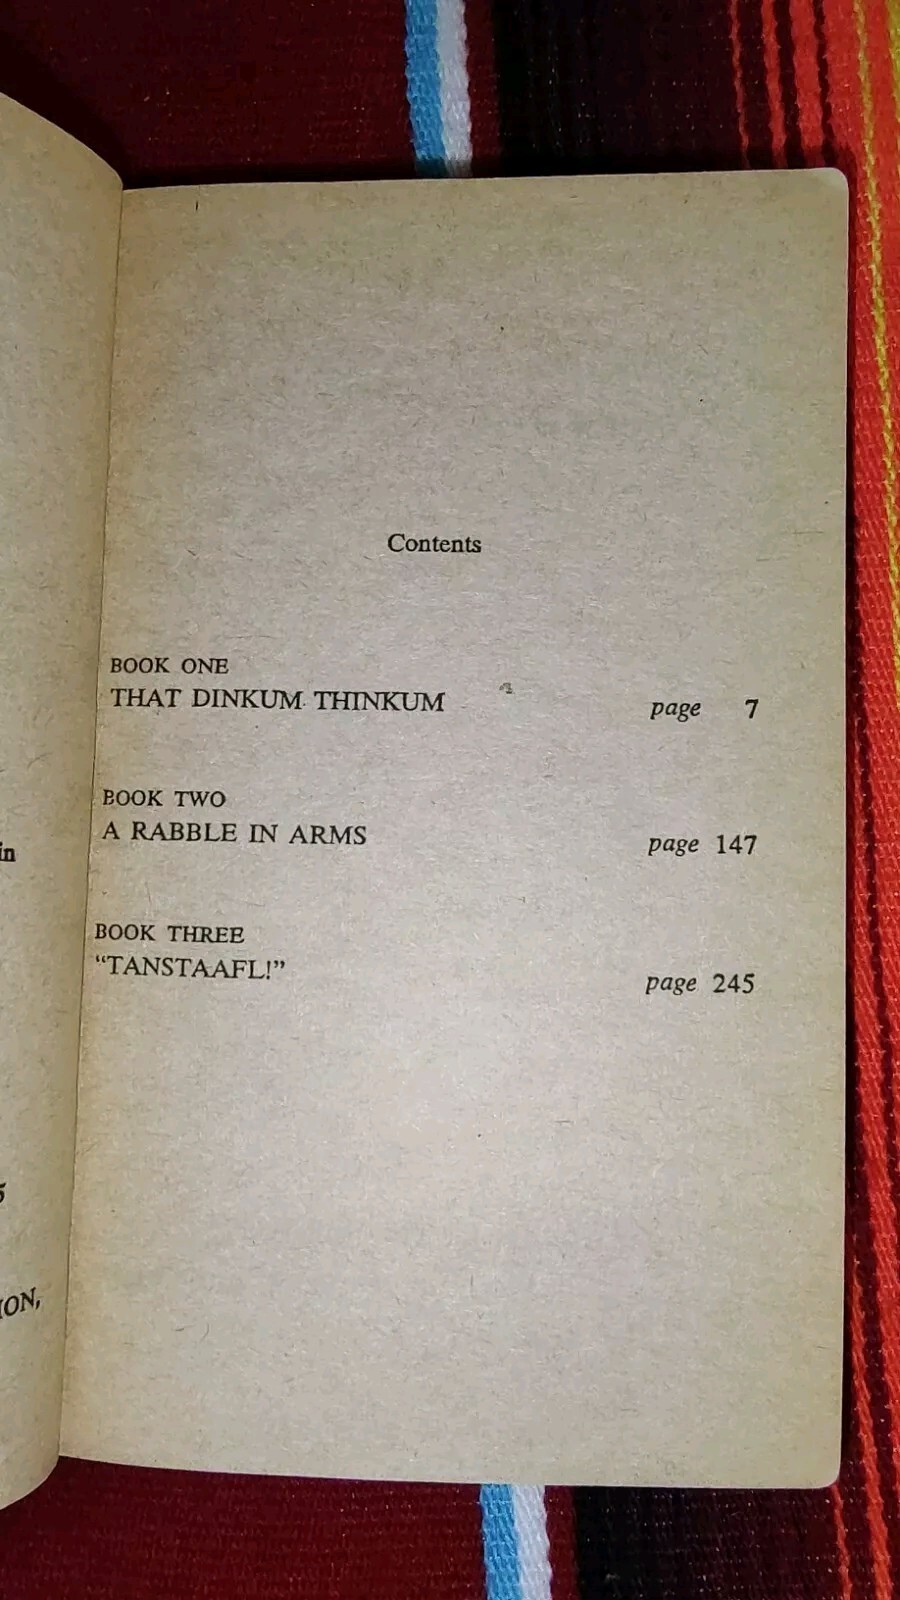 Contents
BOOK ONE
THAT DINKUM THINKUM page 7
BOOK TWO
A RABBLE IN ARMS page 147
BOOK THREE
“TANSTAAFL!” page 245